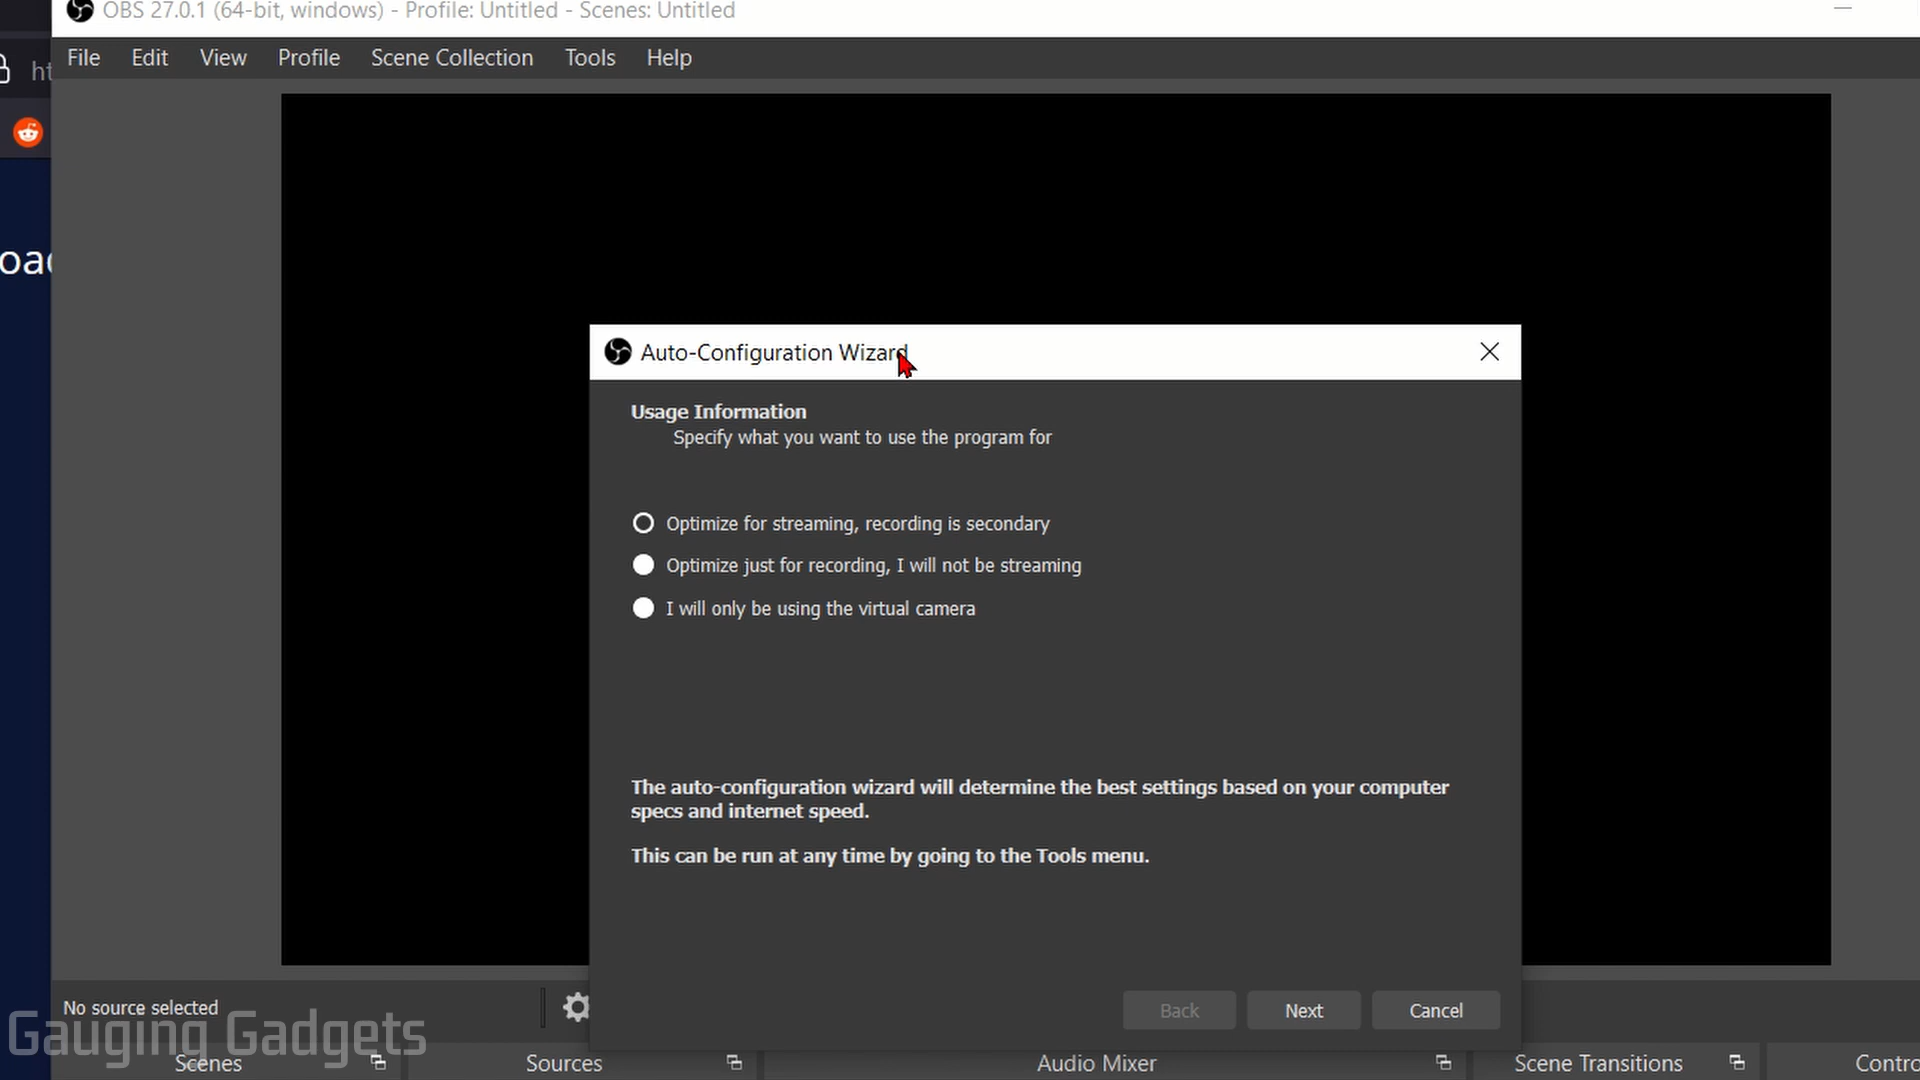 OBS 27.0.1 (64-bit, windows) - Profile: Untitled - Scenes: Untitled
File Edit View Profile Scene Collection Tools Help
Auto-Configuration Wizard
Usage Information
Specify what you want to use the program for
Optimize for streaming, recording is secondary
Optimize just for recording, I will not be streaming
I will only be using the virtual camera
The auto-configuration wizard will determine the best settings based on your computer
specs and internet speed.
This can be run at any time by going to the Tools menu.
Back Next Cancel
No source selected
Gauging Gadgets
Scenes Sources Audio Mixer Scene Transitions